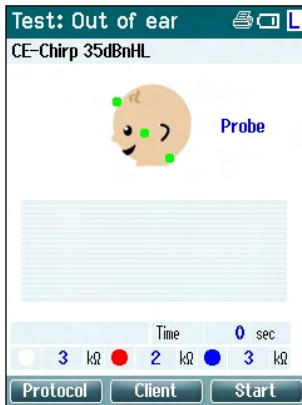 Test: Out of ear L
CE-Chirp 35dBnHL
Probe
Time 0 sec
3 kΩ 2 kΩ 3 kΩ
Protocol Client Start